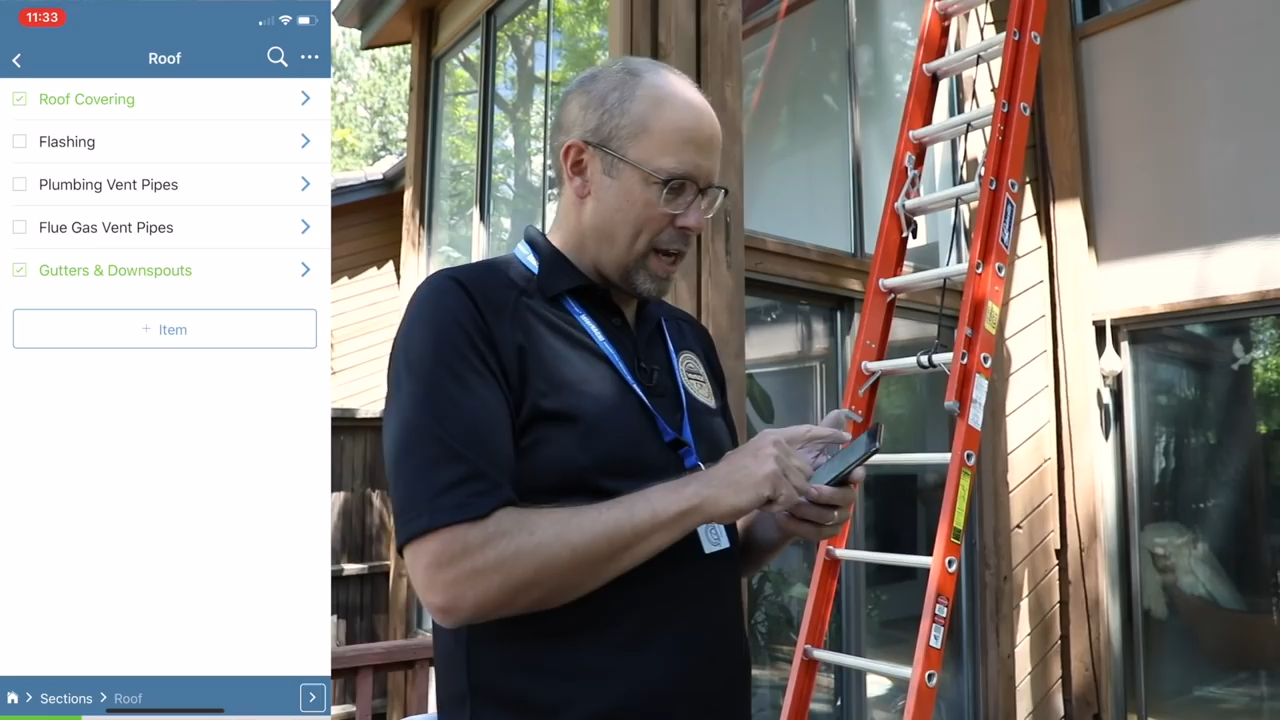 11:33
Roof
Roof Covering
Flashing
Plumbing Vent Pipes
Flue Gas Vent Pipes
Gutters & Downspouts
+ Item
Sections
Roof